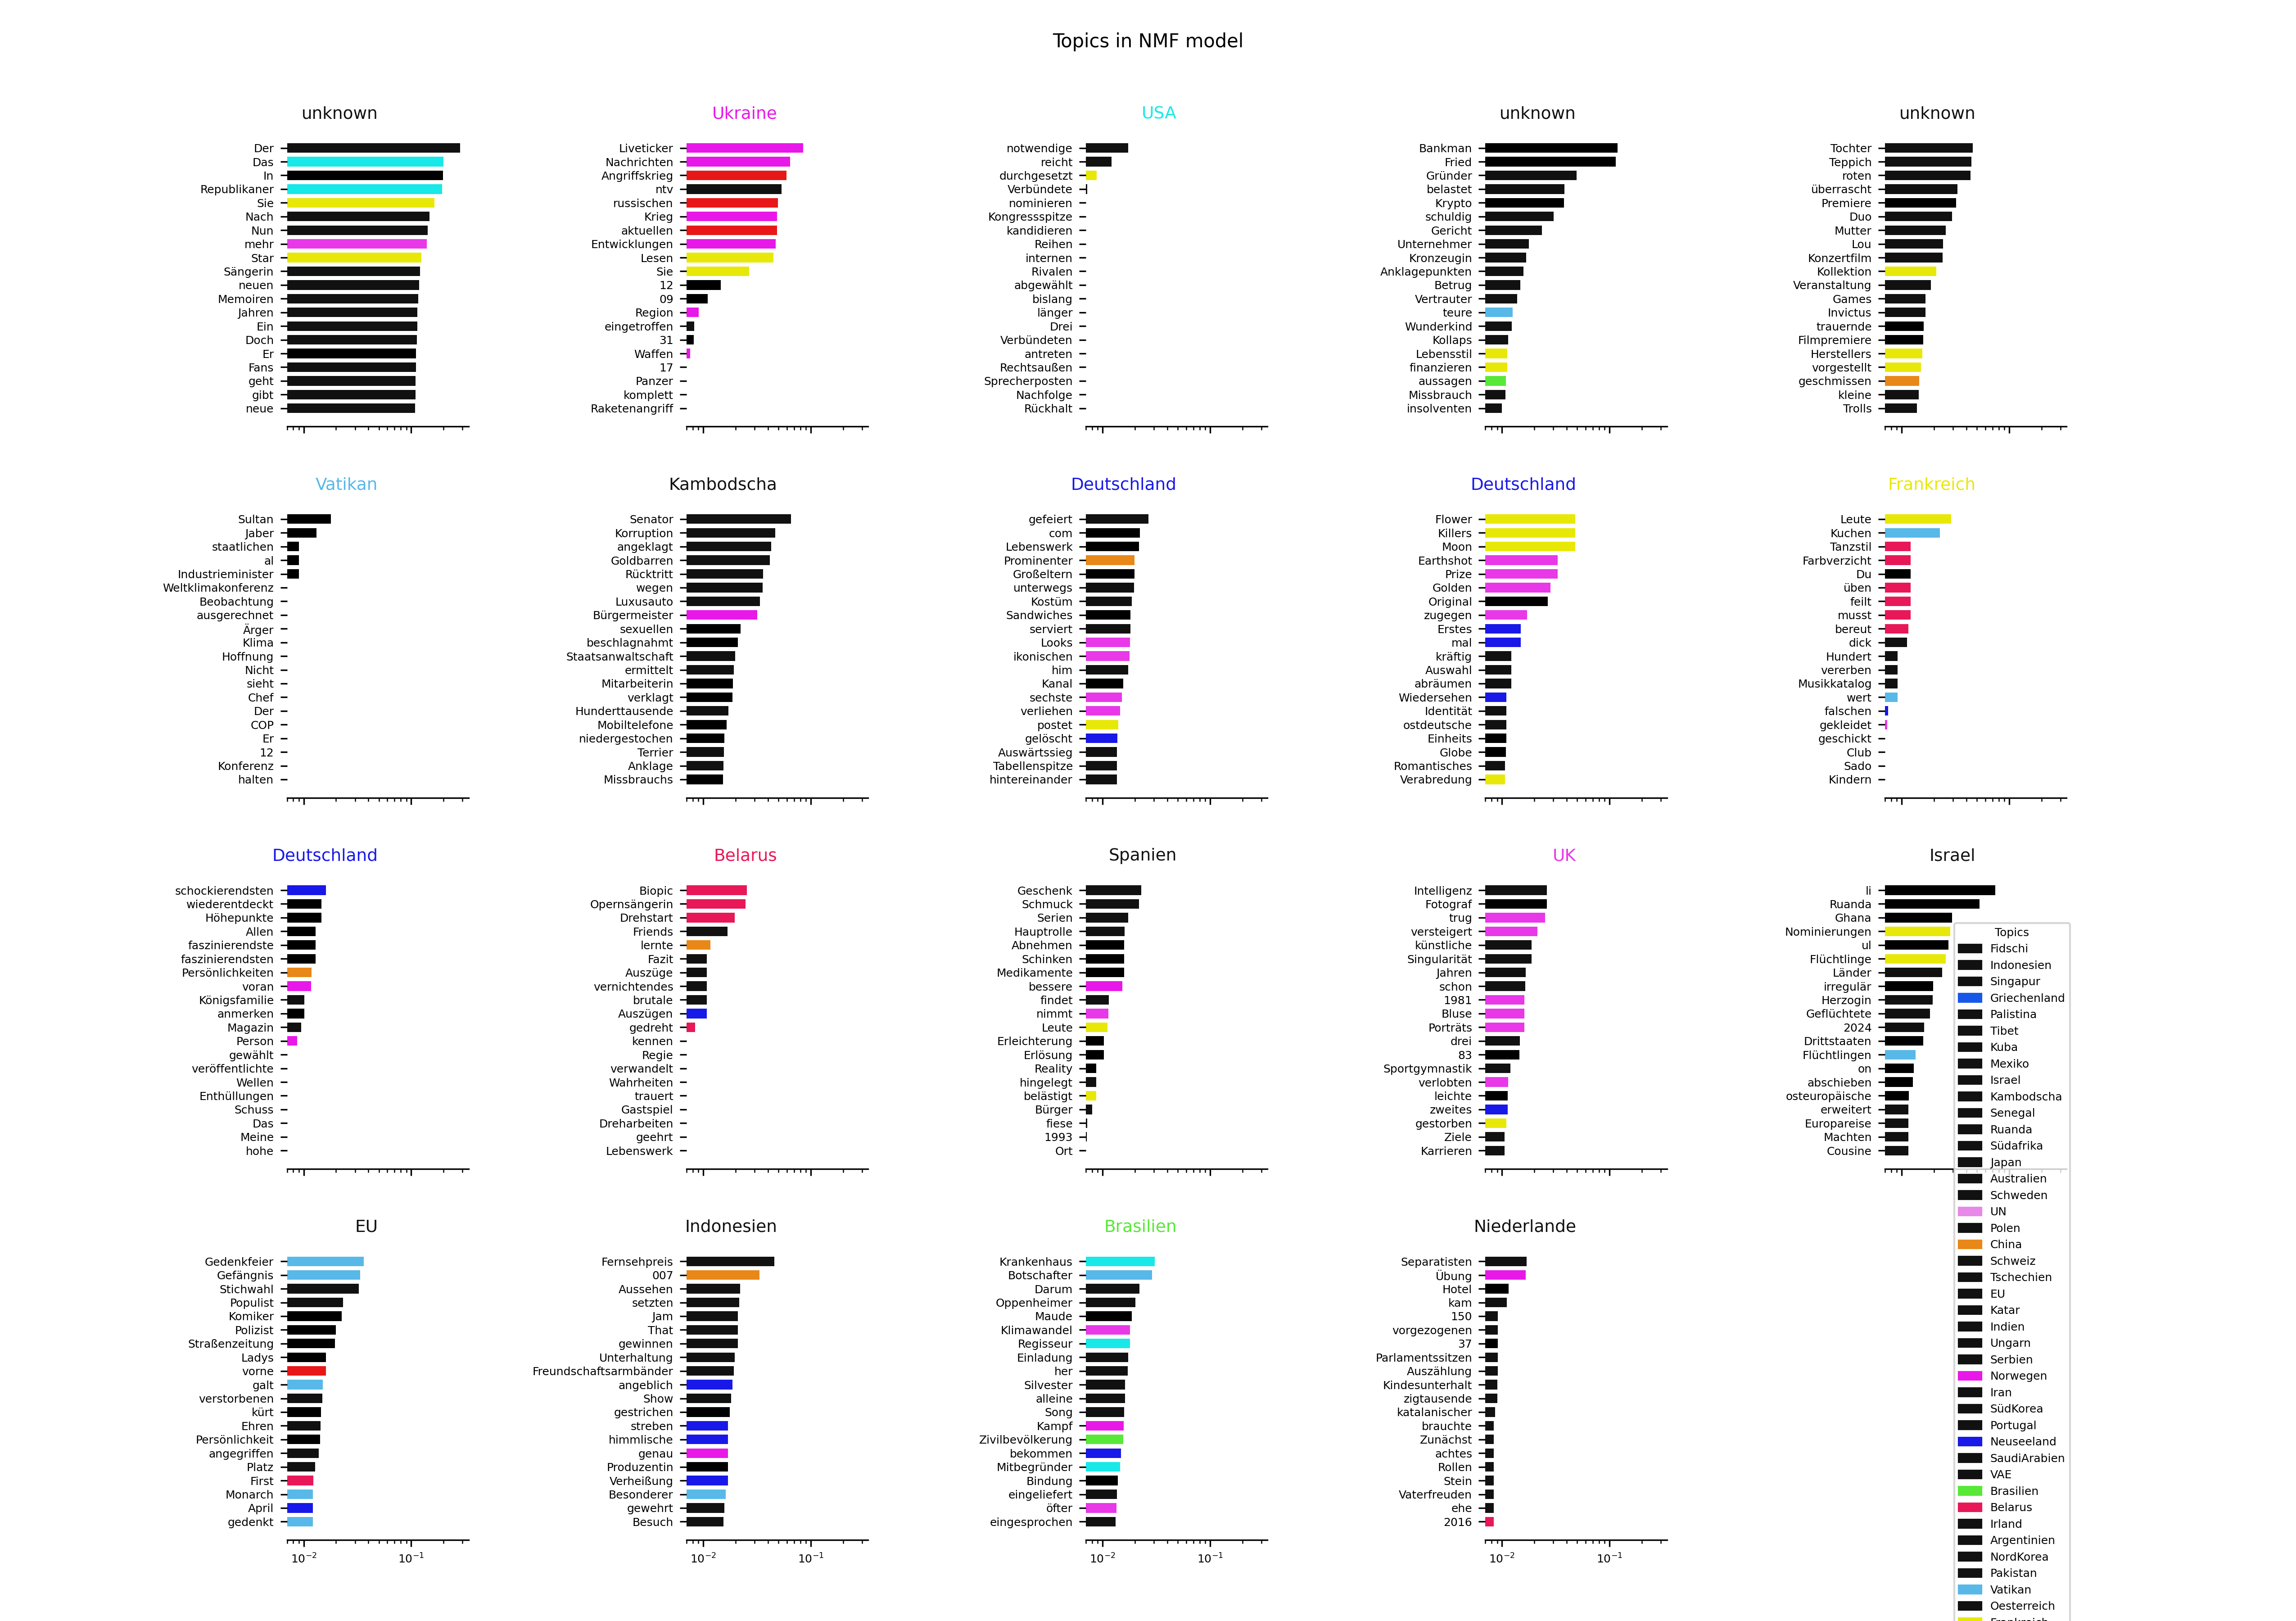 Topics in NMF model
unknown
Der
Das
In
Republikaner
Sie
Nach
Nun
mehr
Star
Sängerin
neuen
Memoiren
Jahren
Ein
Doch
Er
Fans
geht
gibt
neue
Ukraine
Liveticker
Nachrichten
Angriffskrieg
ntv
russischen
Krieg
aktuellen
Entwicklungen
Lesen
Sie
12
09
Region
eingetroffen
31
Waffen
17
Panzer
komplett
Raketenangriff
USA
notwendige
reicht
durchgesetzt
Verbündete
nominieren
Kongressspitze
kandidieren
Reihen
internen
Rivalen
abgewählt
bislang
länger
Drei
Verbündeten
antreten
Rechtsaußen
Sprecherposten
Nachfolge
Rückhalt
unknown
Bankman
Fried
Gründer
belastet
Krypto
schuldig
Gericht
Unternehmer
Kronzeugin
Anklagepunkten
Betrug
Vertrauter
teure
Wunderkind
Kollaps
Lebensstil
finanzieren
aussagen
Missbrauch
insolventen
unknown
Tochter
Teppich
roten
überrascht
Premiere
Duo
Mutter
Lou
Konzertfilm
Kollektion
Veranstaltung
Games
Invictus
trauernde
Filmpremiere
Herstellers
vorgestellt
geschmissen
kleine
Trolls
Vatikan
Sultan
Jaber
staatlichen
al
Industrieminister
Weltklimakonferenz
Beobachtung
ausgerechnet
Ärger
Klima
Hoffnung
Nicht
sieht
Chef
Der
COP
Er
12
Konferenz
halten
Kambodscha
Senator
Korruption
angeklagt
Goldbarren
Rücktritt
wegen
Luxusauto
Bürgermeister
sexuellen
beschlagnahmt
Staatsanwaltschaft
ermittelt
Mitarbeiterin
verklagt
Hunderttausende
Mobiltelefone
niedergestochen
Terrier
Anklage
Missbrauchs
Deutschland
gefeiert
com
Lebenswerk
Prominenter
Großeltern
unterwegs
Kostüm
Sandwiches
serviert
Looks
ikonischen
him
Kanal
sechste
verliehen
postet
gelöscht
Auswärtssieg
Tabellenspitze
hintereinander
Deutschland
Flower
Killers
Moon
Earthshot
Prize
Golden
Original
zugegen
Erstes
mal
kräftig
Auswahl
abräumen
Wiedersehen
Identität
ostdeutsche
Einheits
Globe
Romantisches
Verabredung
Frankreich
Leute
Kuchen
Tanzstil
Farbverzicht
Du
üben
feilt
musst
bereut
dick
Hundert
vererben
Musikkatalog
wert
falschen
gekleidet
geschickt
Club
Sado
Kindern
Deutschland
schockierendsten
wiederentdeckt
Höhepunkte
Allen
faszinierendste
faszinierendsten
Persönlichkeiten
voran
Königsfamilie
anmerken
Magazin
Person
gewählt
veröffentlichte
Wellen
Enthüllungen
Schuss
Das
Meine
hohe
Belarus
Biopic
Opernsängerin
Drehstart
Friends
lernte
Fazit
Auszüge
vernichtendes
brutale
Auszügen
gedreht
kennen
Regie
verwandelt
Wahrheiten
trauert
Gastspiel
Dreharbeiten
geehrt
Lebenswerk
Spanien
Geschenk
Schmuck
Serien
Hauptrolle
Abnehmen
Schinken
Medikamente
bessere
findet
nimmt
Leute
Erleichterung
Erlösung
Reality
hingelegt
belästigt
Bürger
fiese
1993
Ort
UK
Intelligenz
Fotograf
trug
versteigert
künstliche
Singularität
Jahren
schon
1981
Bluse
Porträts
drei
83
Sportgymnastik
verlobten
leichte
zweites
gestorben
Ziele
Karrieren
Israel
li
Ruanda
Ghana
Nominierungen
ul
Flüchtlinge
Länder
irregulär
Herzogin
Geflüchtete
2024
Drittstaaten
Flüchtlingen
on
abschieben
osteuropäische
erweitert
Europareise
Machten
Cousine
EU
Gedenkfeier
Gefängnis
Stichwahl
Populist
Komiker
Polizist
Straßenzeitung
Ladys
vorne
galt
verstorbenen
kürt
Ehren
Persönlichkeit
angegriffen
Platz
First
Monarch
April
gedenkt
10⁻² 10⁻¹
Indonesien
Fernsehpreis
007
Aussehen
setzten
Jam
That
gewinnen
Unterhaltung
Freundschaftsarmbänder
angeblich
Show
gestrichen
streben
himmlische
genau
Produzentin
Verheißung
Besonderer
gewehrt
Besuch
10⁻² 10⁻¹
Brasilien
Krankenhaus
Botschafter
Darum
Oppenheimer
Maude
Klimawandel
Regisseur
Einladung
her
Silvester
alleine
Song
Kampf
Zivilbevölkerung
bekommen
Mitbegründer
Bindung
eingeliefert
öfter
eingesprochen
10⁻² 10⁻¹
Niederlande
Separatisten
Übung
Hotel
kam
150
vorgezogenen
37
Parlamentssitzen
Auszählung
Kindesunterhalt
zigtausende
katalanischer
brauchte
Zunächst
achtes
Rollen
Stein
Vaterfreuden
ehe
2016
10⁻² 10⁻¹
Topics
Fidschi
Indonesien
Singapur
Griechenland
Palistina
Tibet
Kuba
Mexiko
Israel
Kambodscha
Senegal
Ruanda
Südafrika
Japan
Australien
Schweden
UN
Polen
China
Schweiz
Tschechien
EU
Katar
Indien
Ungarn
Serbien
Norwegen
Iran
SüdKorea
Portugal
Neuseeland
SaudiArabien
VAE
Brasilien
Belarus
Irland
Argentinien
NordKorea
Pakistan
Vatikan
Oesterreich